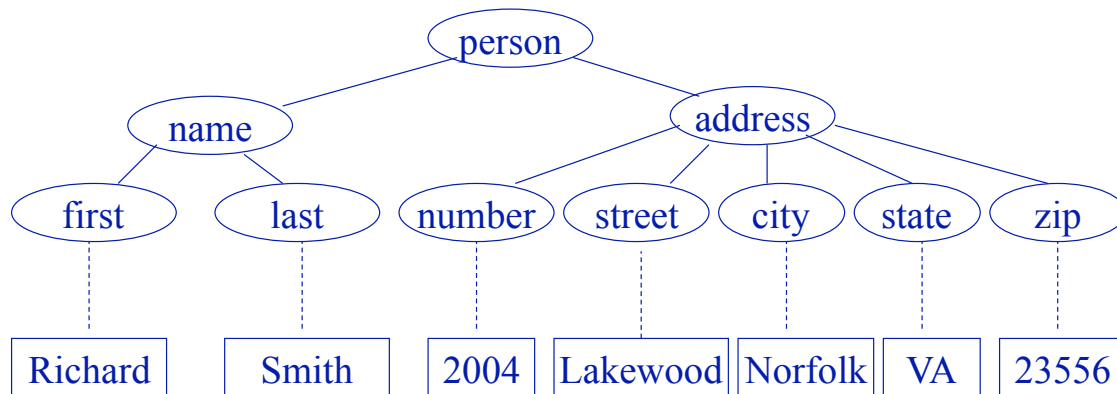 person
name address
first last number street city state zip
Richard Smith 2004 Lakewood Norfolk VA 23556